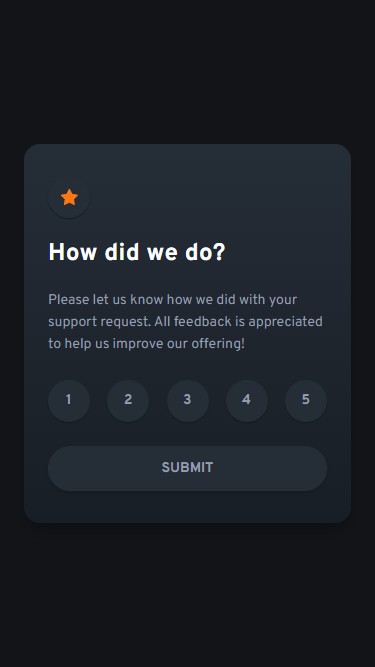 How did we do?
Please let us know how we did with your
support request. All feedback is appreciated
to help us improve our offering!
1 2 3 4 5
SUBMIT